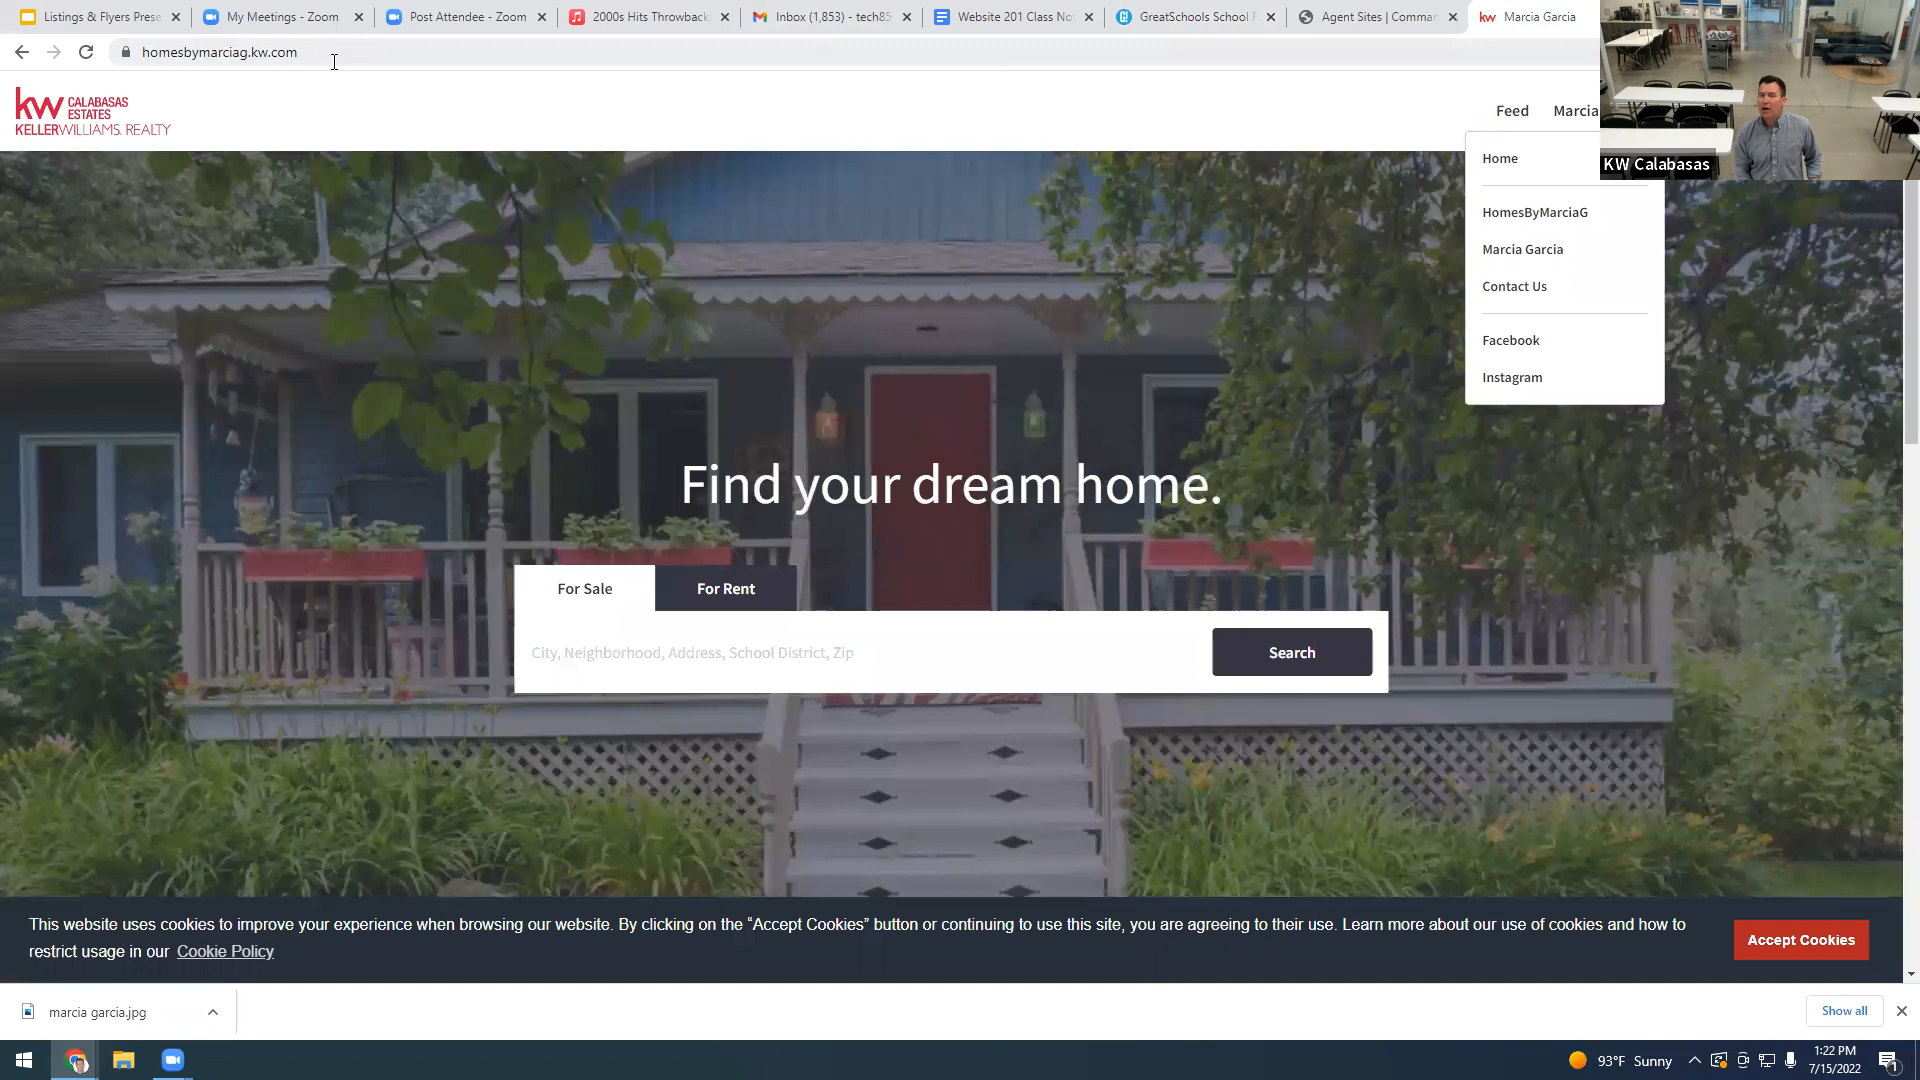 Listings & Flyers Prese
My Meetings - Zoom
Post Attendee - Zoom
2000s Hits Throwback
Inbox (1,853) - tech85
Website 201 Class No
GreatSchools School
Agent Sites | Comman
kw Marcia Garcia
homesbymarciag.kw.com
kw CALABASAS
ESTATES
KELLERWILLIAMS. REALTY
Feed
Marcia
KW Calabasas
Home
HomesByMarciaG
Marcia Garcia
Contact Us
Facebook
Instagram
Find your dream home.
For Sale
For Rent
City, Neighborhood, Address, School District, Zip
Search
This website uses cookies to improve your experience when browsing our website. By clicking on the “Accept Cookies” button or continuing to use this site, you are agreeing to their use. Learn more about our use of cookies and how to
restrict usage in our Cookie Policy
Accept Cookies
marcia garcia.jpg
Show all
93°F Sunny
1:22 PM
7/15/2022
1